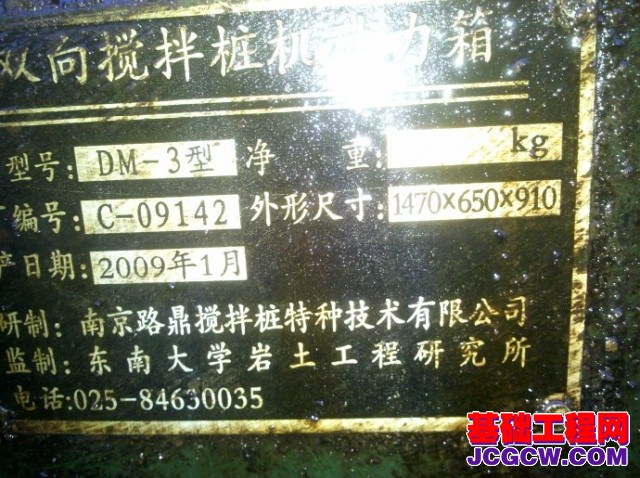 双向搅拌桩机动力箱
型号: DM-3型 净 重: kg
编号: C-09142 外形尺寸: 1470×650×910
产日期: 2009年1月
研制: 南京路鼎搅拌桩特种技术有限公司
监制: 东南大学岩土工程研究所
电话:025-84630035
基础工程网
JCGCW.COM